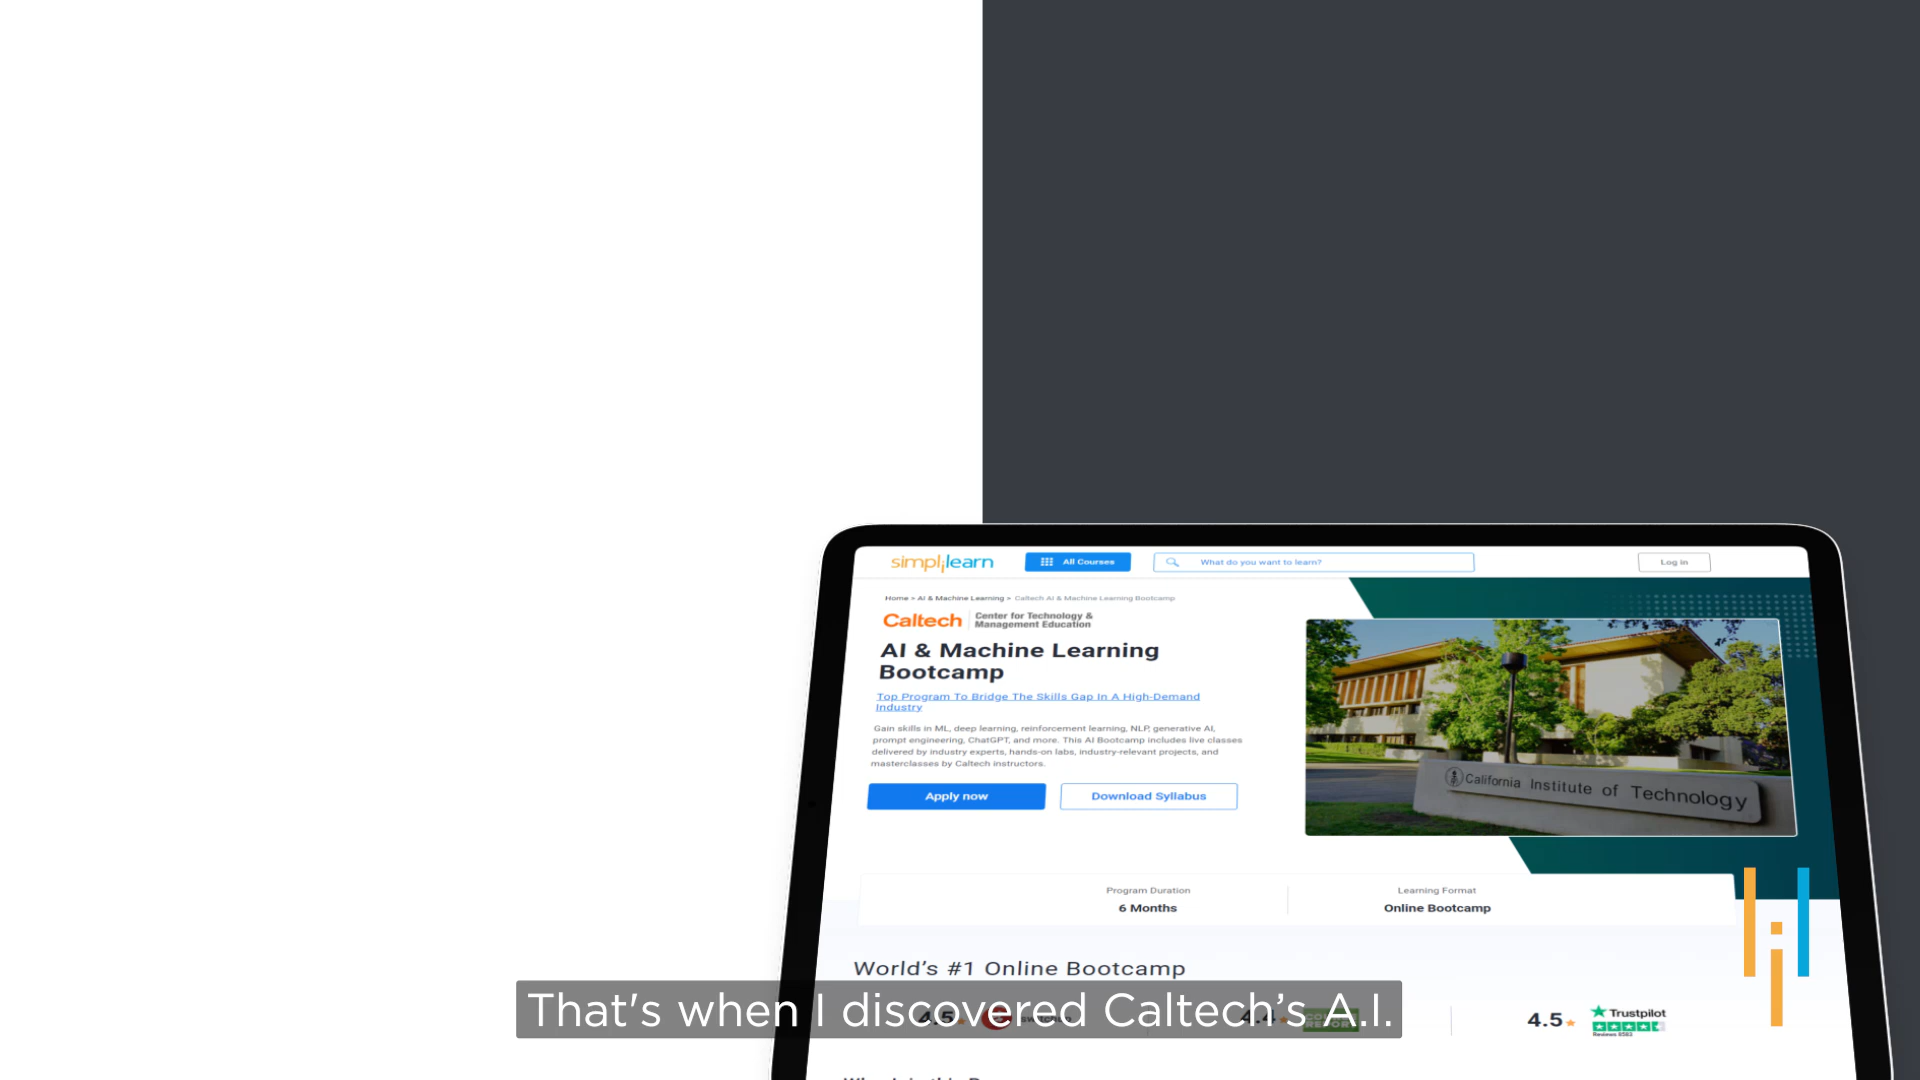 simplilearn
All Courses
What do you want to learn?
Log in
Home > AI & Machine Learning > Caltech AI & Machine Learning Bootcamp
Caltech
Center for Technology &
Management Education
AI & Machine Learning
Bootcamp
Top Program To Bridge The Skills Gap In A High-Demand
Industry
Gain skills in ML, deep learning, reinforcement learning, NLP, generative AI,
prompt engineering, ChatGPT, and more. This AI Bootcamp includes live classes
delivered by industry experts, hands-on labs, industry-relevant projects, and
masterclasses by Caltech instructors.
Apply now
Download Syllabus
California Institute of Technology
Program Duration
6 Months
Learning Format
Online Bootcamp
World's #1 Online Bootcamp
4.5
4.4
4.5
Trustpilot
That's when I discovered Caltech's A.I.